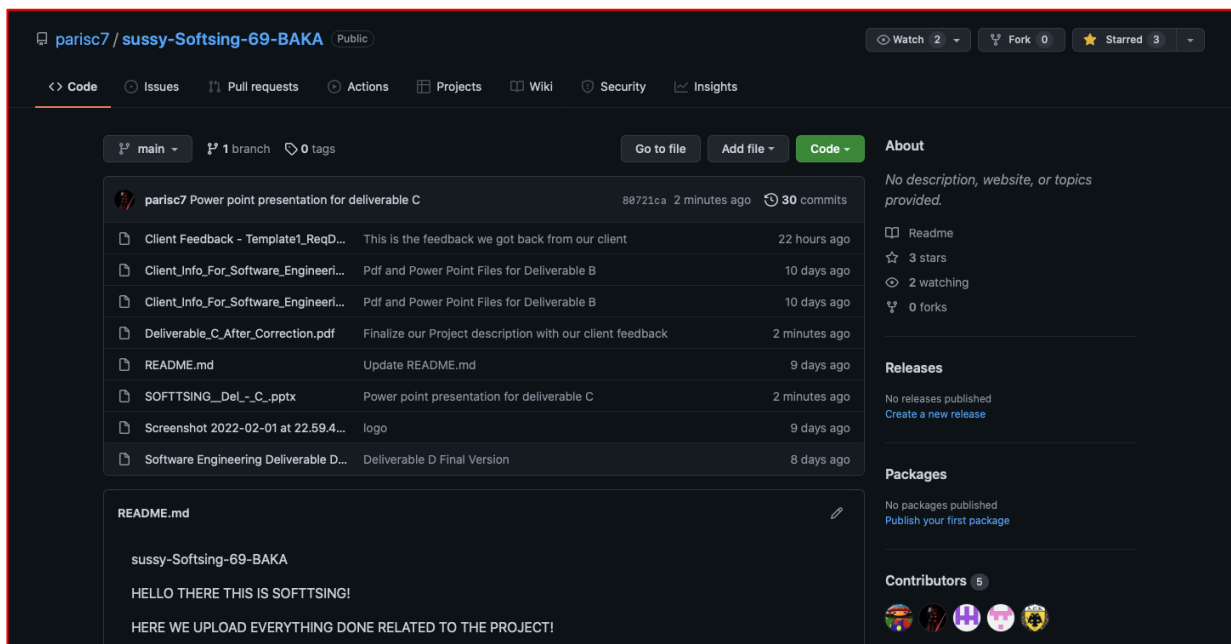 parisc7 / sussy-Softsing-69-BAKA Public
Watch 2 Fork 0 Starred 3
<> Code Issues Pull requests Actions Projects Wiki Security Insights
main 1 branch 0 tags Go to file Add file Code
parisc7 Power point presentation for deliverable C 80721ca 2 minutes ago 30 commits
Client Feedback - Template1_ReqD... This is the feedback we got back from our client 22 hours ago
Client_Info_For_Software_Engineeri... Pdf and Power Point Files for Deliverable B 10 days ago
Client_Info_For_Software_Engineeri... Pdf and Power Point Files for Deliverable B 10 days ago
Deliverable_C_After_Correction.pdf Finalize our Project description with our client feedback 2 minutes ago
README.md Update README.md 9 days ago
SOFTTSING__Del_-_C_.pptx Power point presentation for deliverable C 2 minutes ago
Screenshot 2022-02-01 at 22.59.4... logo 9 days ago
Software Engineering Deliverable D... Deliverable D Final Version 8 days ago
README.md
sussy-Softsing-69-BAKA
HELLO THERE THIS IS SOFTTSING!
HERE WE UPLOAD EVERYTHING DONE RELATED TO THE PROJECT!
About
No description, website, or topics
provided.
Readme
3 stars
2 watching
0 forks
Releases
No releases published
Create a new release
Packages
No packages published
Publish your first package
Contributors 5